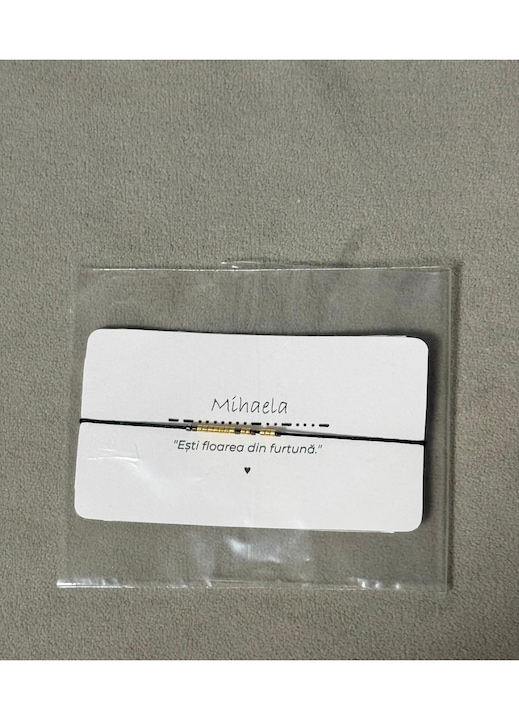 Mihaela
"Ești floarea din furtună."
♥